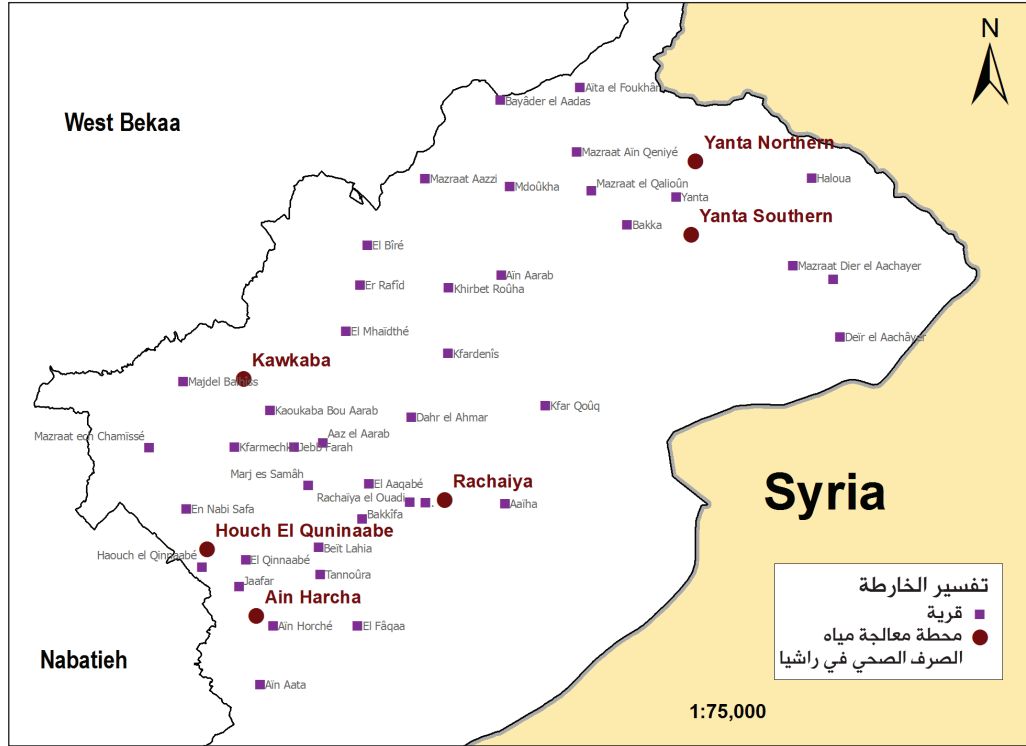 N
Aïta el Foukhâr
Bayâder el Aadas
West Bekaa
Yanta Northern
Mazraat Aïn Qeniyé
Mazraat Aazzi
Mdoûkha
Mazraat el Qalioûn
Haloua
Yanta
Yanta Southern
Bakka
El Bîré
Mazraat Dier el Aachayer
Aïn Aarab
Er Rafîd
Khirbet Roûha
El Mhaïdthé
Deïr el Aachâyer
Kfardenîs
Kawkaba
Majdel Balhiss
Kfar Qoûq
Kaoukaba Bou Aarab
Dahr el Ahmar
Mazraat ech Chamïssé
Aaz el Aarab
Kfarmechki
Jebb Farah
Marj es Samâh
El Aaqabé
Rachaiya
Syria
Rachaïya el Ouadi
.
Aaïha
En Nabi Safa
Bakkîfa
Houch El Quninaabe
Haouch el Qinnaabé
Beït Lahia
El Qinnaabé
Tannoûra
Jaafar
Ain Harcha
Aïn Horché
El Fâqaa
Nabatieh
Aïn Aata
تفسير الخارطة
قرية
محطة معالجة مياه
الصرف الصحي في راشيا
1:75,000